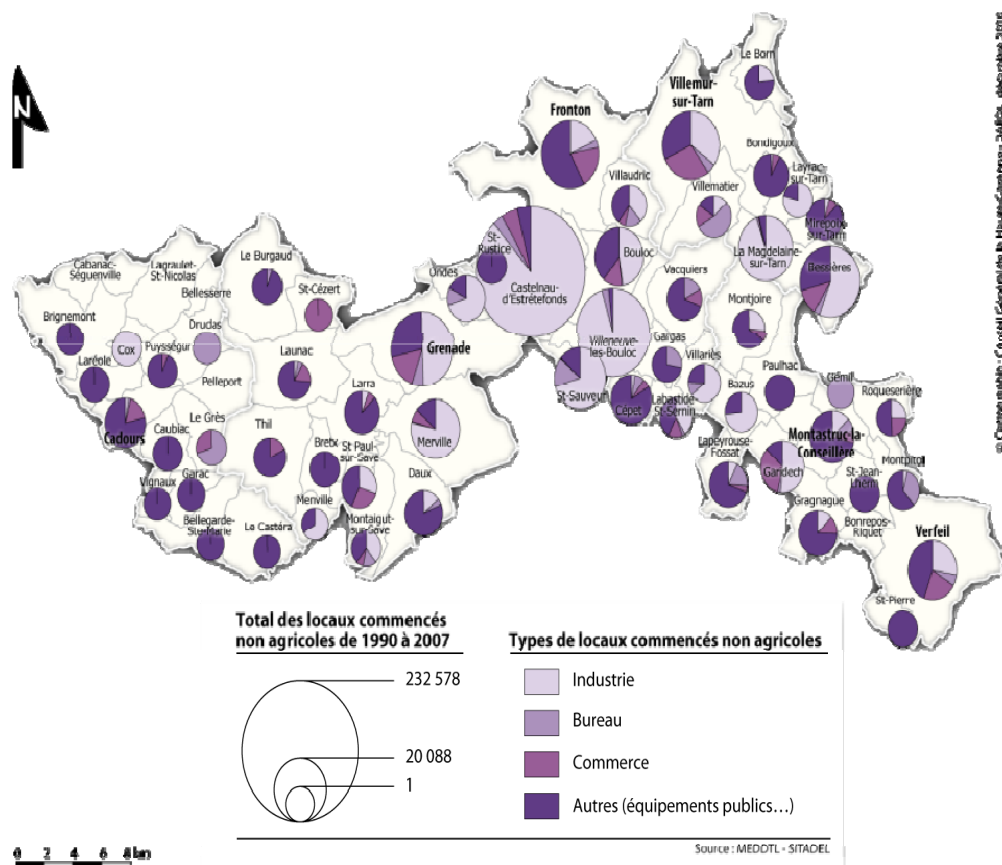 N
Le Born
Villemur-
sur-Tarn
Fronton
Bondigoux
Layrac-
sur-Tarn
Villaudric
Villematier
Mirepoix-
sur-Tarn
St-
Rustice
Bouloc
La Magdelaine-
sur-Tarn
Le Burgaud
Cabanac-
Séguenville
Lagraulet-
St-Nicolas
Bessières
Ondes
Vacquiers
Bellesserre
St-Cézert
Castelnau-
d'Estrétefonds
Montjoire
Brignemont
Drudas
Villeneuve-
les-Bouloc
Gargas
Cox
Puysségur
Grenade
Launac
Villariès
Paulhac
Laréole
Gémil
Pelleport
Larra
St-Sauveur
Bazus
Roqueserière
Cépet
Labastide-
St-Sernin
Cadours
Le Grès
Thil
Merville
Montastruc-la-
Conseillère
Caubiac
Bretx
St Paul-
sur-Save
Lapeyrouse-
Fossat
Garidech
Montpitol
Vignaux
Garac
Daux
St-Jean-
Lherm
Menville
Gragnague
Bellegarde-
Ste-Marie
Le Castéra
Montaigut-
sur-Save
Bonrepos-
Riquet
Verfeil
St-Pierre
Total des locaux commencés
non agricoles de 1990 à 2007
232 578
20 088
1
Types de locaux commencés non agricoles
Industrie
Bureau
Commerce
Autres (équipements publics...)
Source : MEDDTL - SITADEL
0 2 4 6 8 km